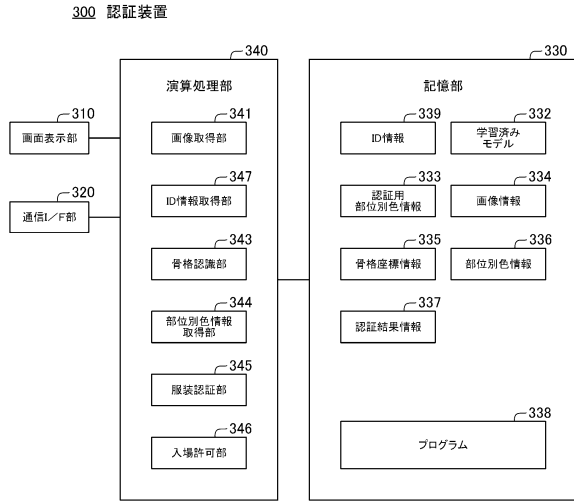 300 認証装置
340
330
演算処理部
記憶部
310
画面表示部
320
通信I／F部
341
画像取得部
347
ID情報取得部
343
骨格認識部
344
部位別色情報
取得部
345
服装認証部
346
入場許可部
339
ID情報
332
学習済み
モデル
333
認証用
部位別色情報
334
画像情報
335
骨格座標情報
336
部位別色情報
337
認証結果情報
338
プログラム